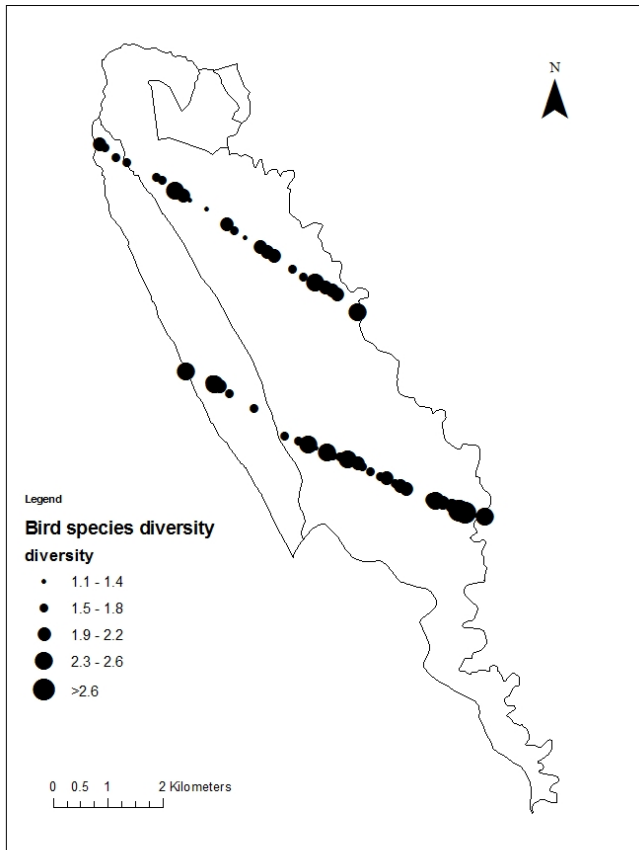 N
Legend
Bird species diversity
diversity
1.1 - 1.4
1.5 - 1.8
1.9 - 2.2
2.3 - 2.6
>2.6
0 0.5 1 2 Kilometers